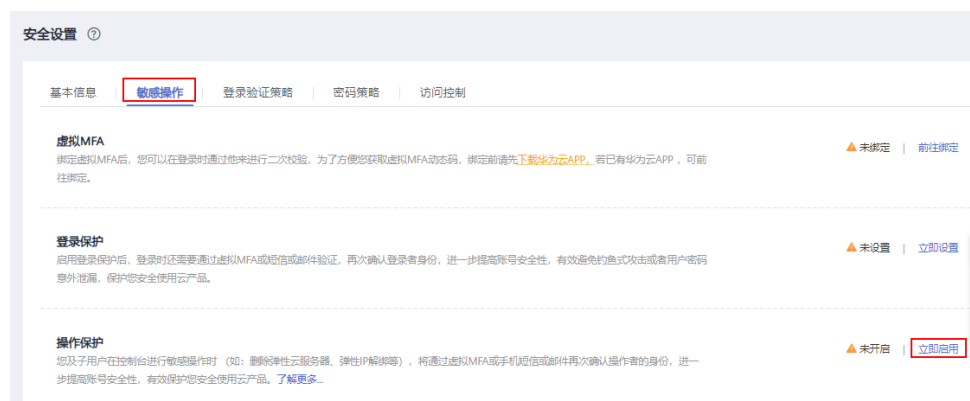 安全设置 ?
基本信息 敏感操作 登录验证策略 密码策略 访问控制
虚拟MFA
绑定虚拟MFA后，您可以在登录时通过他来进行二次校验，为了方便您获取虚拟MFA动态码，绑定前请先下载华为云APP，若已有华为云APP，可前
往绑定。
未绑定 | 前往绑定
登录保护
启用登录保护后，登录时还需要通过虚拟MFA或短信或邮件验证，再次确认登录者身份，进一步提高账号安全性，有效避免钓鱼式攻击或者用户密码
意外泄漏，保护您安全使用云产品。
未设置 | 立即设置
操作保护
您及子用户在控制台进行敏感操作时（如：删除弹性云服务器、弹性IP解绑等），将通过虚拟MFA或手机短信或邮件再次确认操作者的身份，进一
步提高账号安全性，有效保护您安全使用云产品。了解更多...
未开启 | 立即启用